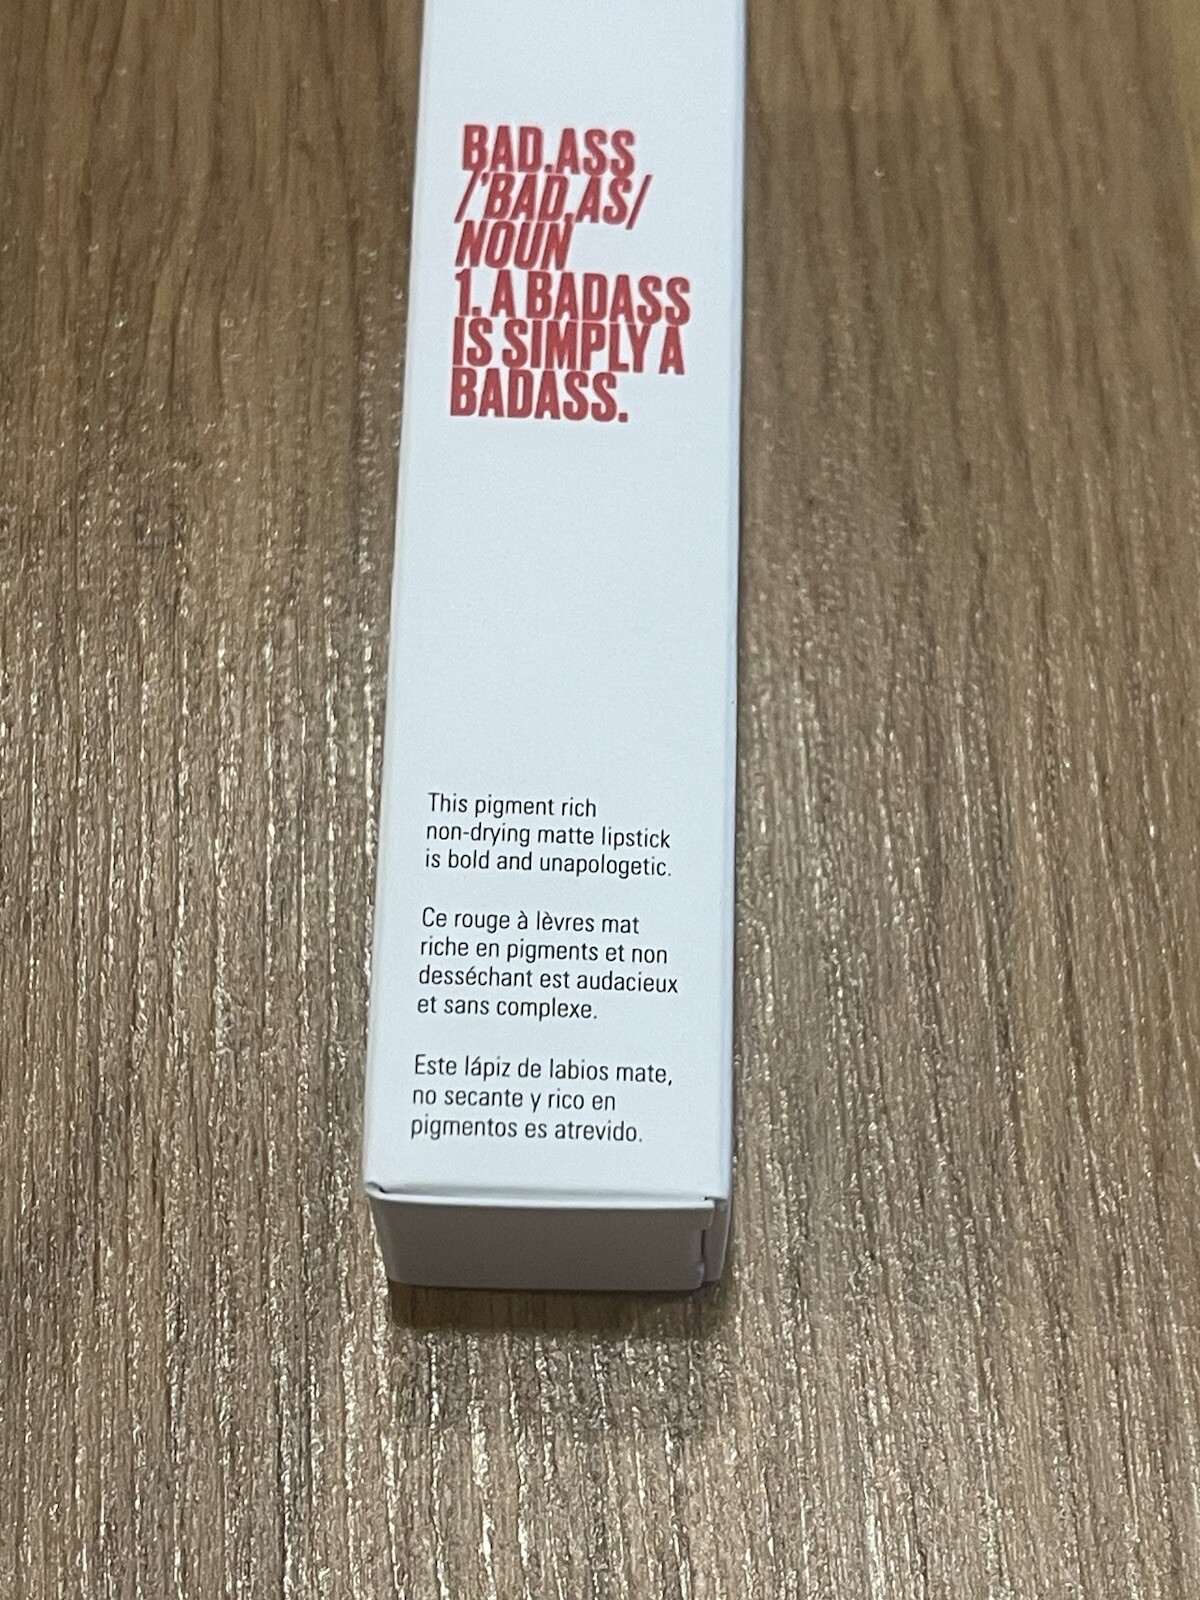 BAD.ASS
/'BAD,AS/
NOUN
1. A BADASS
IS SIMPLY A
BADASS.
This pigment rich
non-drying matte lipstick
is bold and unapologetic.
Ce rouge à lèvres mat
riche en pigments et non
desséchant est audacieux
et sans complexe.
Este lápiz de labios mate,
no secante y rico en
pigmentos es atrevido.